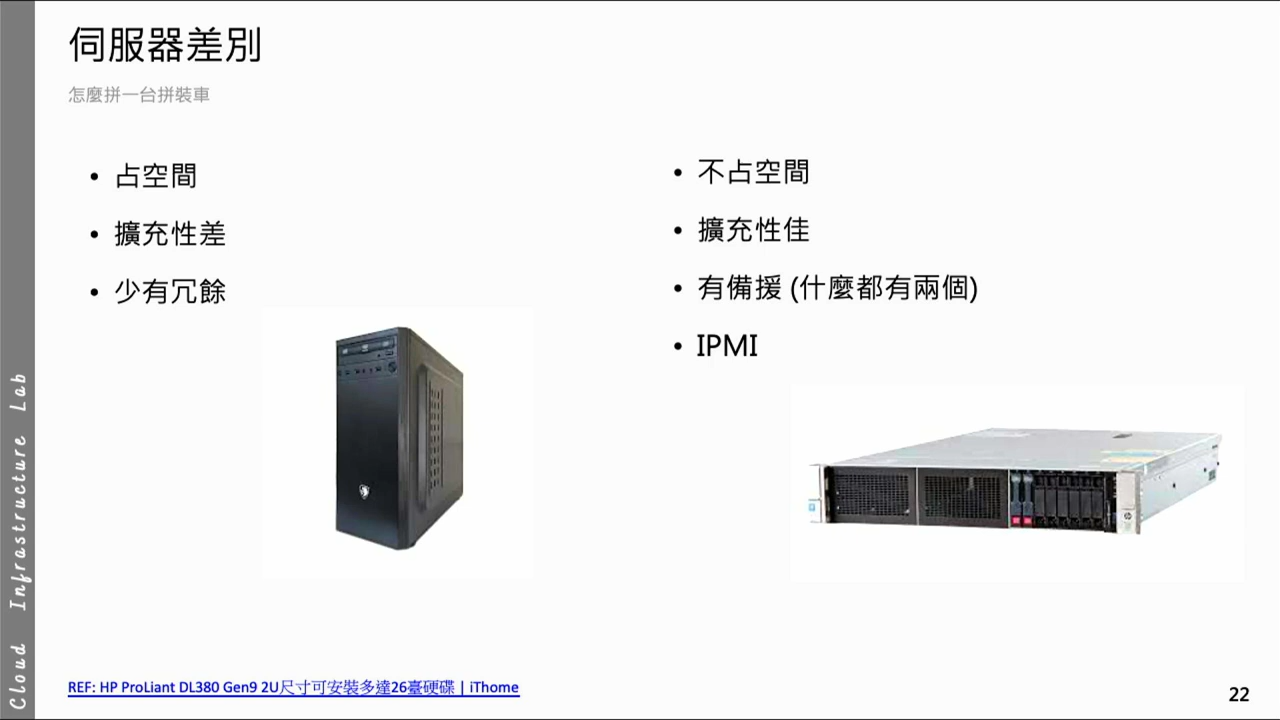 伺服器差別
怎麼拼一台拼裝車
• 占空間
• 擴充性差
• 少有冗餘
• 不占空間
• 擴充性佳
• 有備援 (什麼都有兩個)
• IPMI
Cloud Infrastructure Lab
REF: HP ProLiant DL380 Gen9 2U尺寸可安裝多達26臺硬碟 | iThome
22